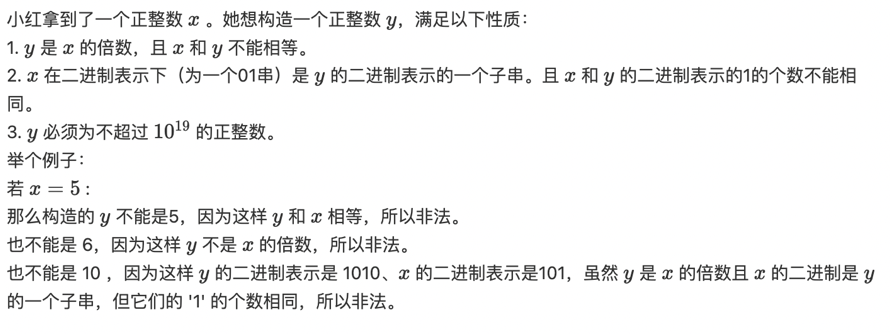 小红拿到了一个正整数 x 。她想构造一个正整数 y，满足以下性质：
1. y 是 x 的倍数，且 x 和 y 不能相等。
2. x 在二进制表示下（为一个01串）是 y 的二进制表示的一个子串。且 x 和 y 的二进制表示的1的个数不能相
同。
3. y 必须为不超过 10^19 的正整数。
举个例子：
若 x = 5：
那么构造的 y 不能是5，因为这样 y 和 x 相等，所以非法。
也不能是 6，因为这样 y 不是 x 的倍数，所以非法。
也不能是 10 ，因为这样 y 的二进制表示是 1010、x 的二进制表示是101，虽然 y 是 x 的倍数且 x 的二进制是 y
的一个子串，但它们的 '1' 的个数相同，所以非法。